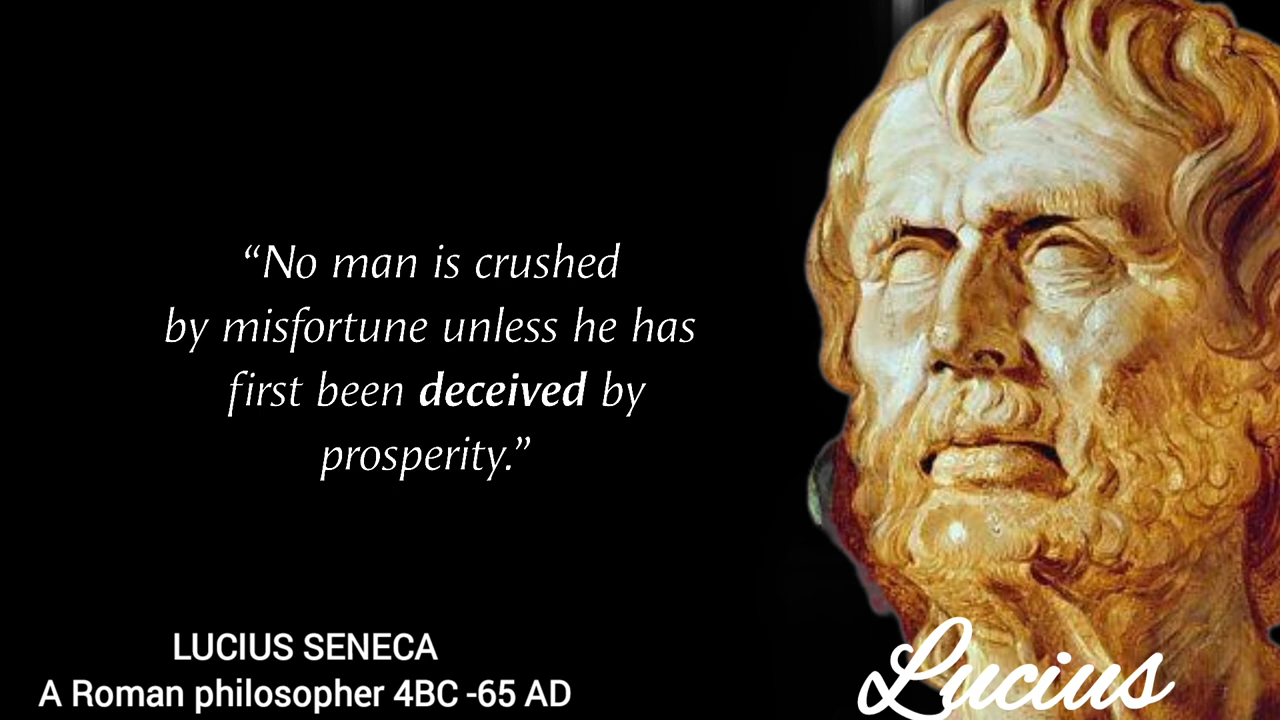 “No man is crushed
by misfortune unless he has
first been deceived by
prosperity.”
LUCIUS SENECA
A Roman philosopher 4BC -65 AD
Lucius